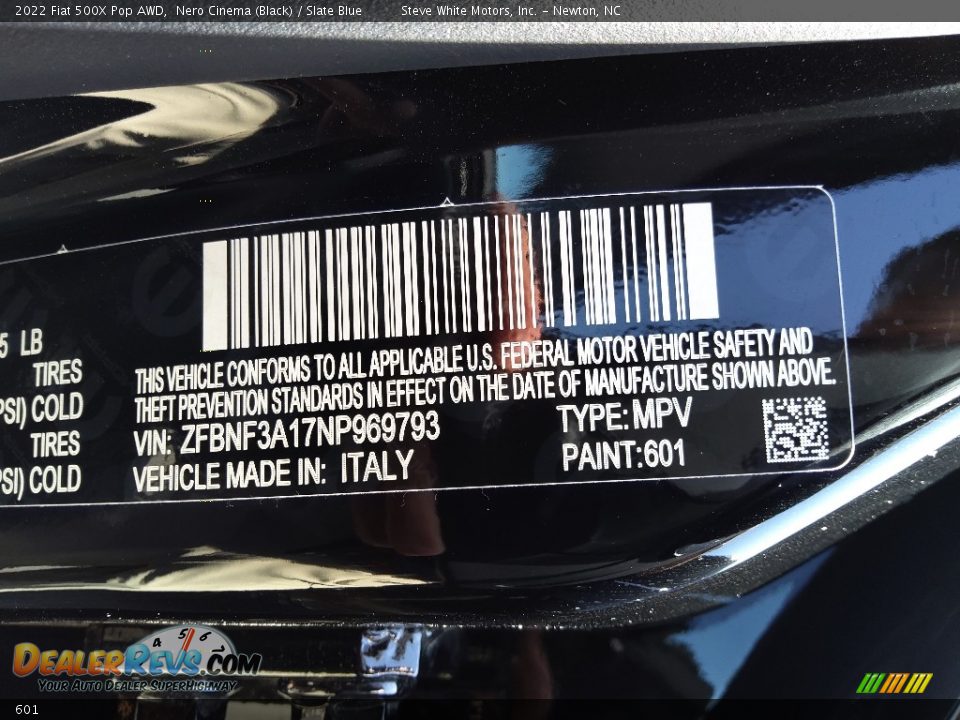 2022 Fiat 500X Pop AWD, Nero Cinema (Black) / Slate Blue Steve White Motors, Inc. - Newton, NC
5 LB
TIRES
PSI) COLD
TIRES
PSI) COLD
THIS VEHICLE CONFORMS TO ALL APPLICABLE U.S. FEDERAL MOTOR VEHICLE SAFETY AND
THEFT PREVENTION STANDARDS IN EFFECT ON THE DATE OF MANUFACTURE SHOWN ABOVE.
VIN: ZFBNF3A17NP969793 TYPE: MPV
VEHICLE MADE IN: ITALY PAINT:601
4 5 6
DEALERREVS.COM
YOUR AUTO DEALER SUPERHIGHWAY
601